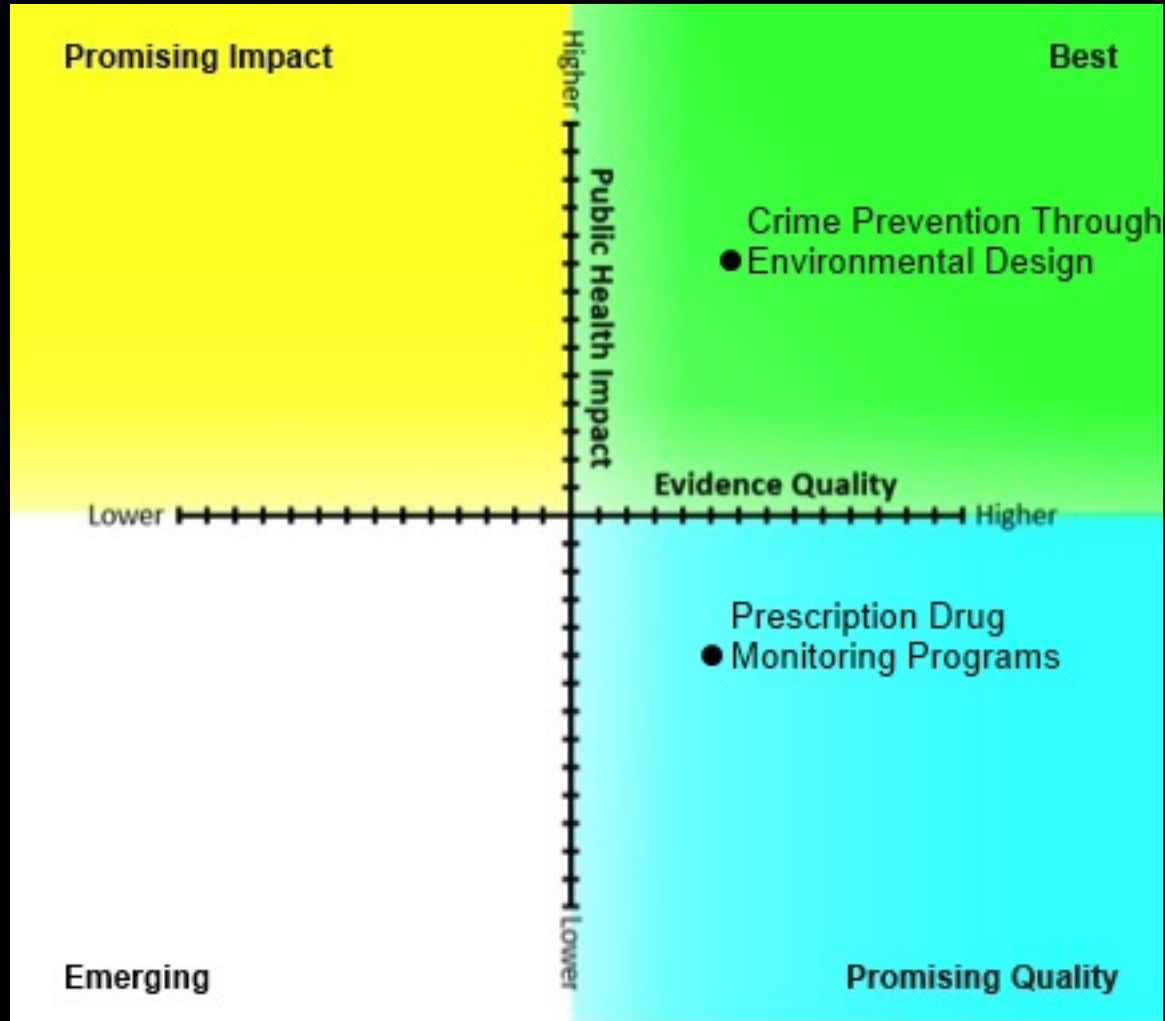 Promising Impact
Higher
Best
Public Health Impact
Crime Prevention Through
Environmental Design
Evidence Quality
Lower
Higher
Prescription Drug
Monitoring Programs
Lower
Emerging
Promising Quality